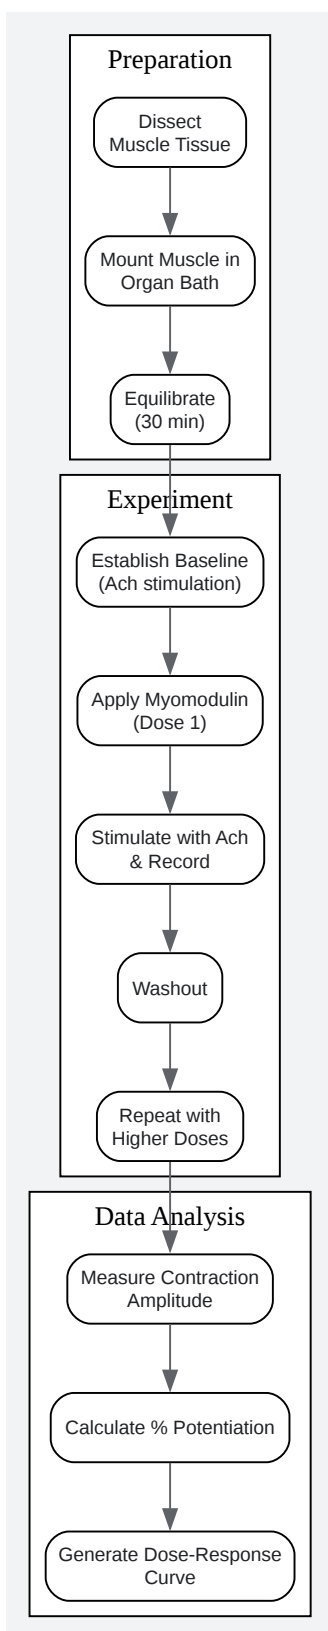 Preparation
Dissect
Muscle Tissue
Mount Muscle in
Organ Bath
Equilibrate
(30 min)
Experiment
Establish Baseline
(Ach stimulation)
Apply Myomodulin
(Dose 1)
Stimulate with Ach
& Record
Washout
Repeat with
Higher Doses
Data Analysis
Measure Contraction
Amplitude
Calculate % Potentiation
Generate Dose-Response
Curve